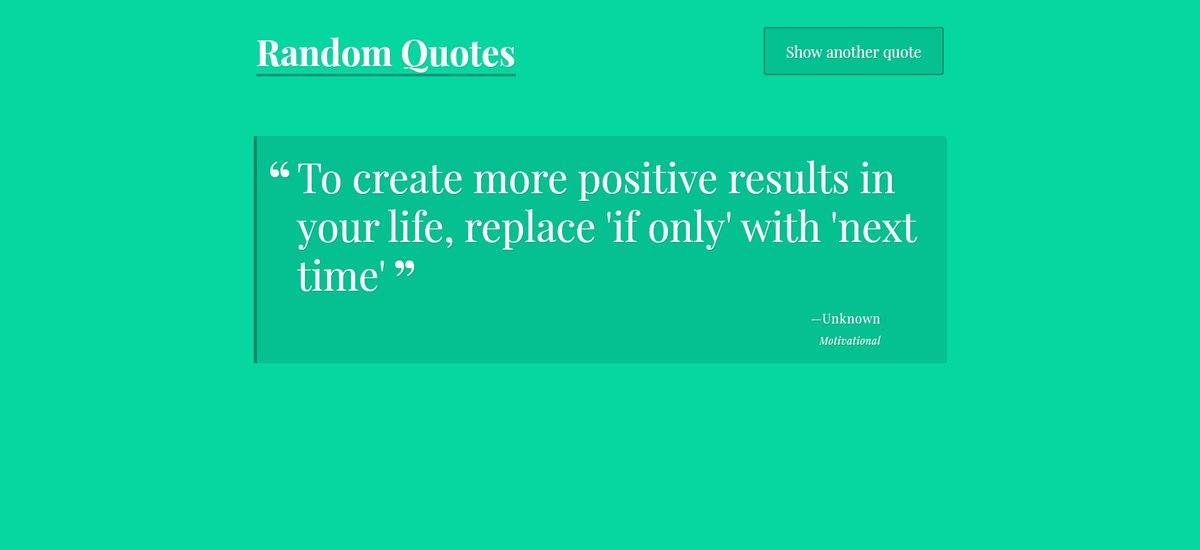 Random Quotes
Show another quote
“ To create more positive results in
your life, replace 'if only' with 'next
time' ”
—Unknown
Motivational